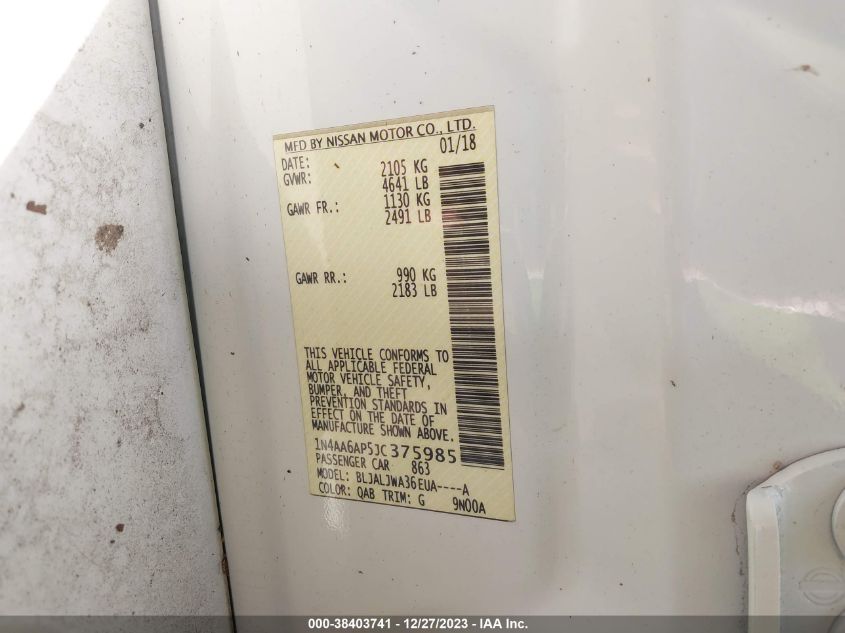 MFD BY NISSAN MOTOR CO., LTD.
DATE: 01/18
GVWR: 2105 KG
4641 LB
GAWR FR.: 1130 KG
2491 LB
GAWR RR.: 990 KG
2183 LB
THIS VEHICLE CONFORMS TO
ALL APPLICABLE FEDERAL
MOTOR VEHICLE SAFETY,
BUMPER, AND THEFT
PREVENTION STANDARDS IN
EFFECT ON THE DATE OF
MANUFACTURE SHOWN ABOVE.
1N4AA6AP5JC375985
PASSENGER CAR 863
MODEL: BLJALJWA36EUA----A
COLOR: QAB TRIM: G 9N00A
000-38403741 - 12/27/2023 - IAA Inc.